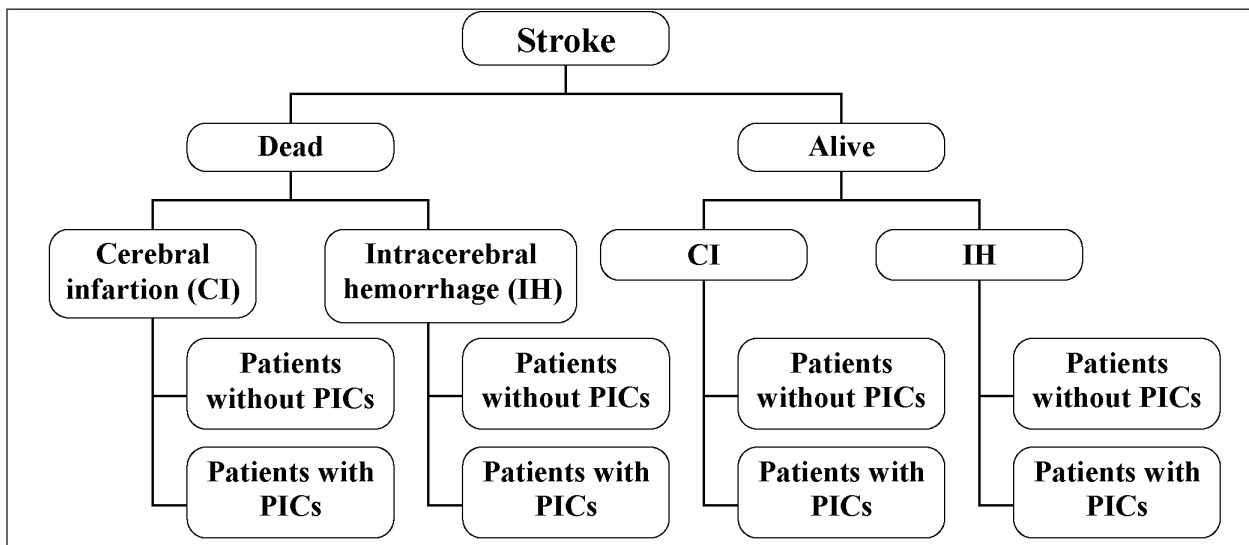 Stroke
Dead
Alive
Cerebral
infartion (CI)
Intracerebral
hemorrhage (IH)
CI
IH
Patients
without PICs
Patients
without PICs
Patients
without PICs
Patients
without PICs
Patients with
PICs
Patients with
PICs
Patients with
PICs
Patients with
PICs